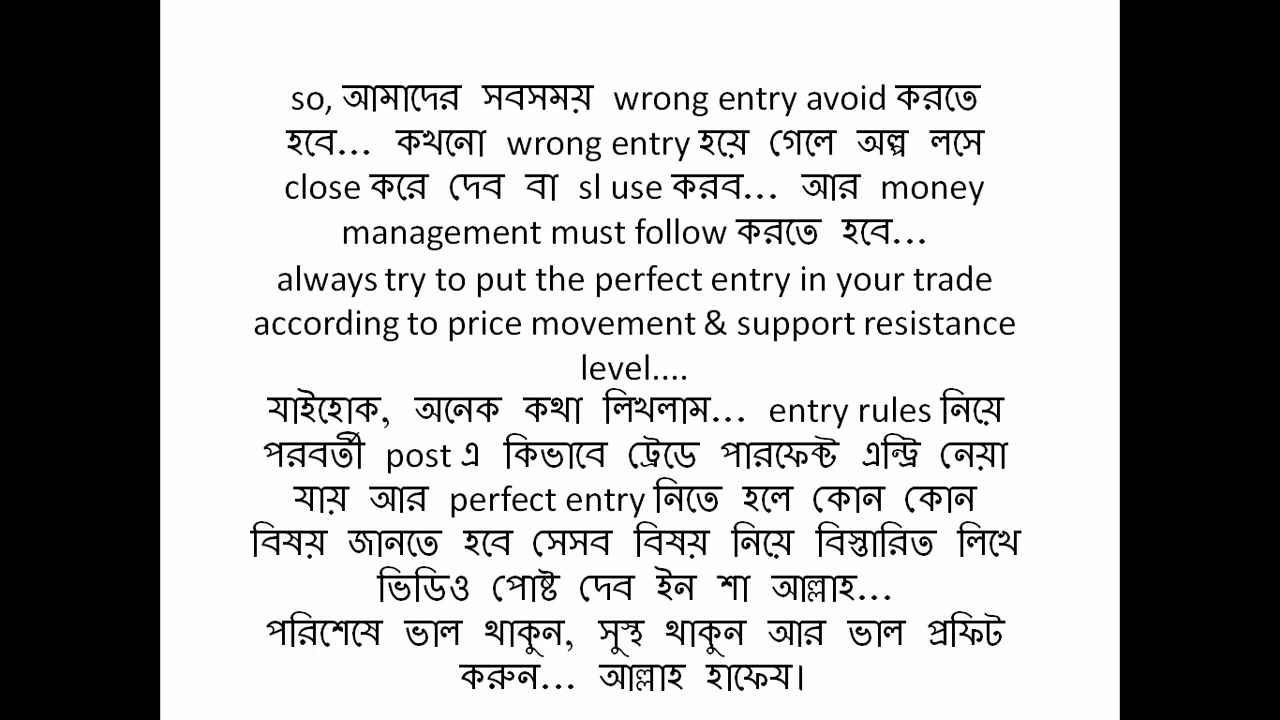 so, আমাদের সবসময় wrong entry avoid করতে
হবে... কখনো wrong entry হয়ে গেলে অল্প লসে
close করে দেব বা sl use করব... আর money
management must follow করতে হবে...
always try to put the perfect entry in your trade
according to price movement & support resistance
level....
যাইহোক, অনেক কথা লিখলাম... entry rules নিয়ে
পরবর্তী post এ কিভাবে ট্রেডে পারফেক্ট এন্ট্রি নেয়া
যায় আর perfect entry নিতে হলে কোন কোন
বিষয় জানতে হবে সেসব বিষয় নিয়ে বিস্তারিত লিখে
ভিডিও পোষ্ট দেব ইন শা আল্লাহ...
পরিশেষে ভাল থাকুন, সুস্থ থাকুন আর ভাল প্রফিট
করুন... আল্লাহ হাফেয।